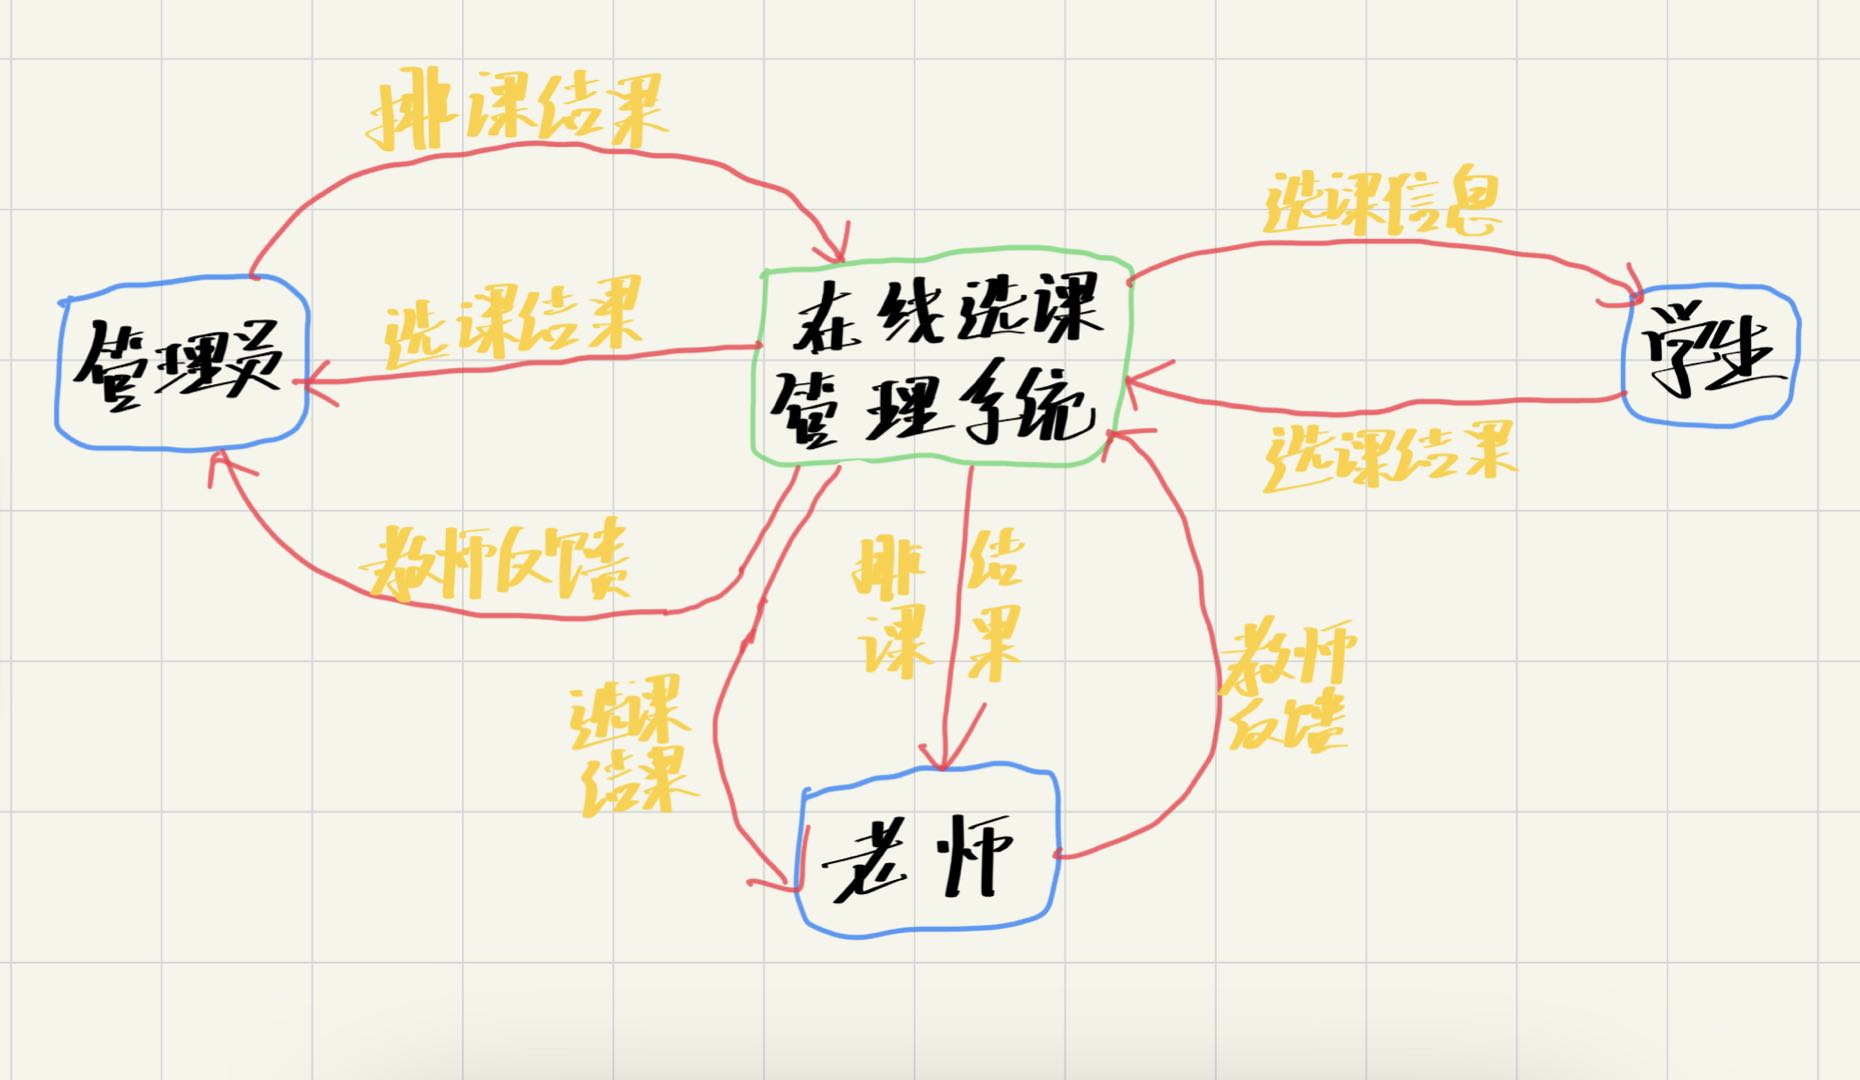 排课结果
选课信息
选课结果
在线选课
管理系统
管理员
学生
选课结果
教师反馈
排课
结果
选课
结果
教师
反馈
老师